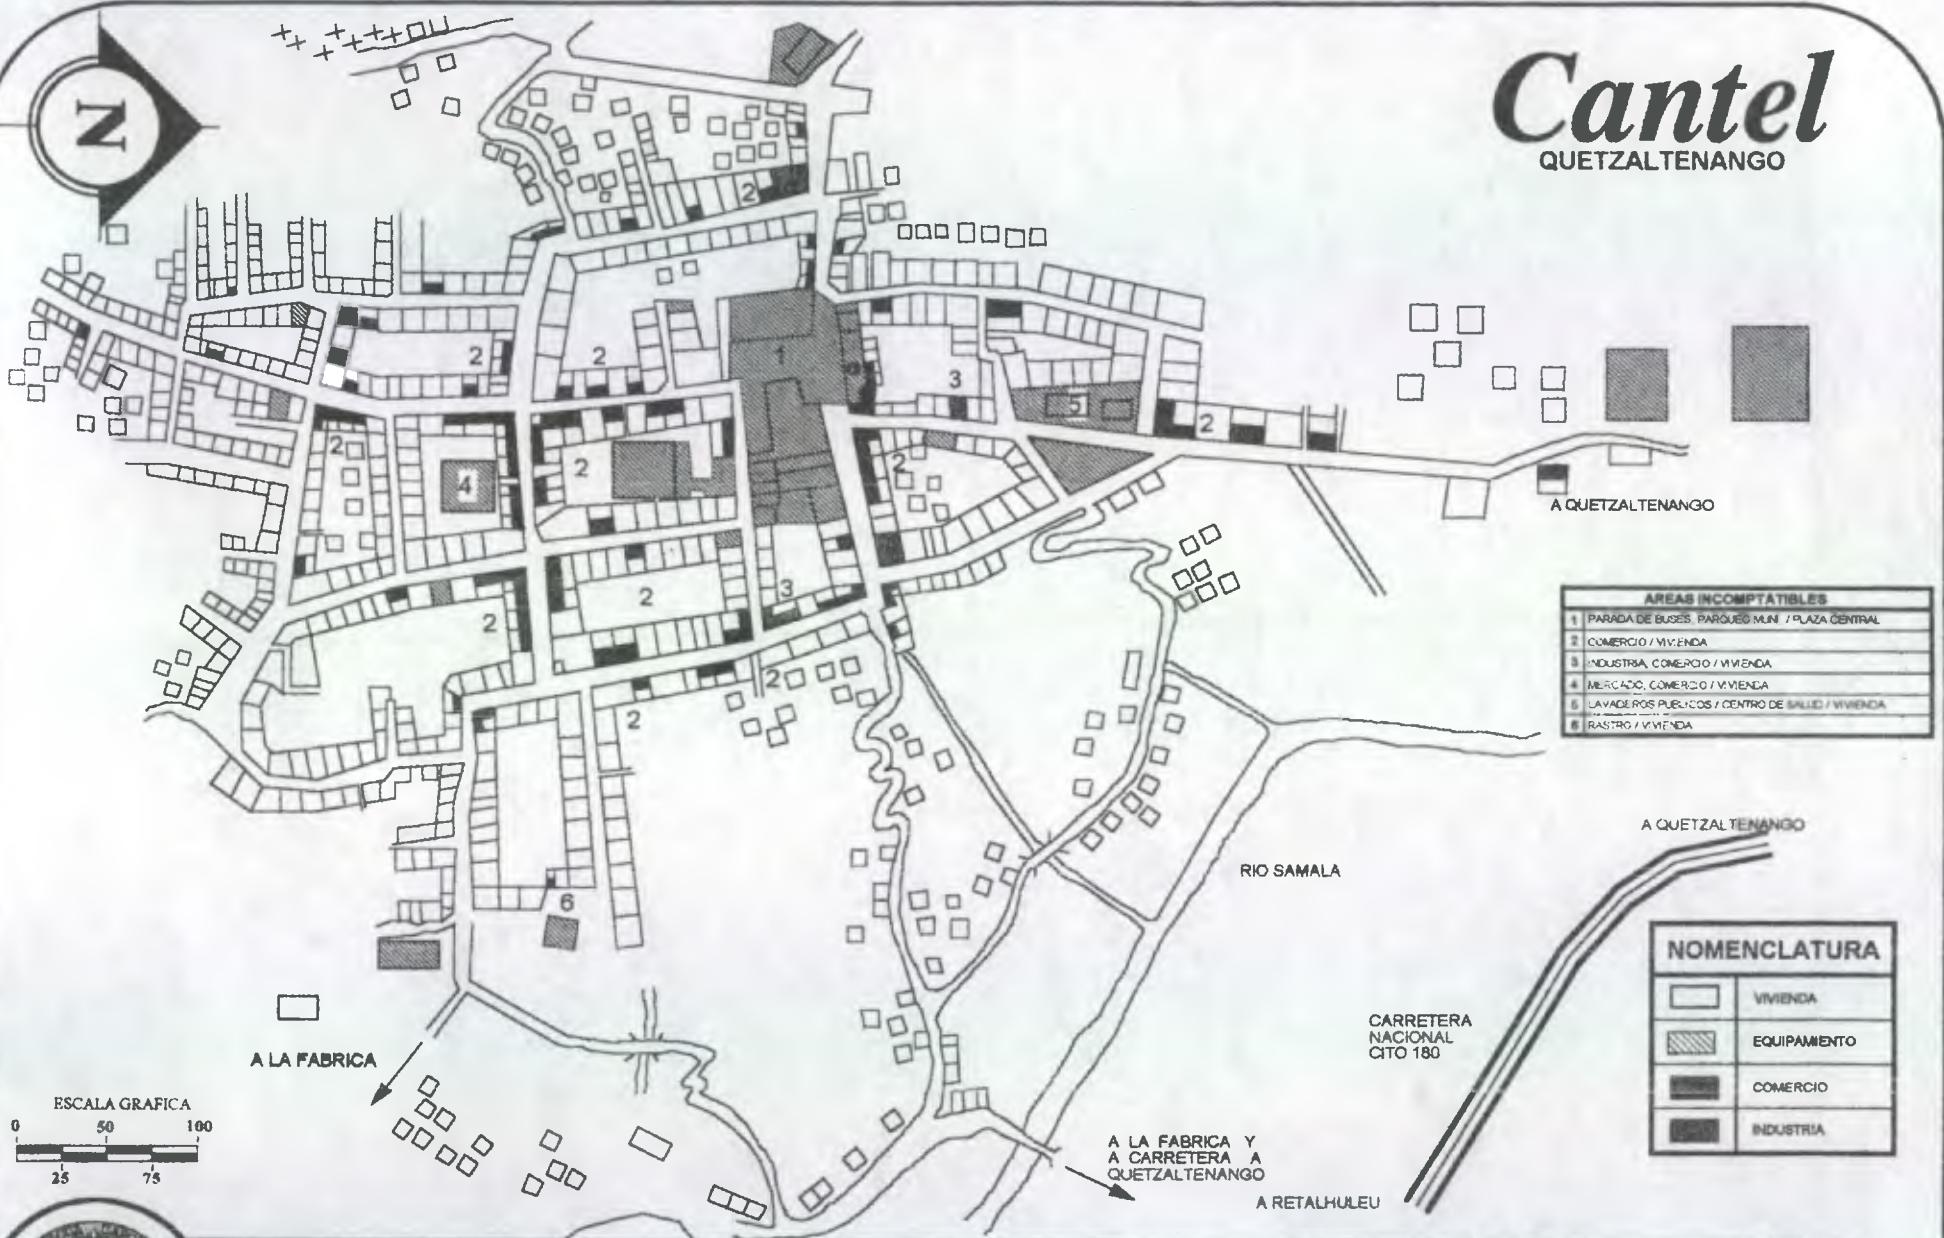 N
Cantel
QUETZALTENANGO
2
2
2
1
3
5
2
2
4
2
2
2
3
2
2
2
6
A QUETZALTENANGO
AREAS INCOMPTATIBLES
1 PARADA DE BUSES, PARQUEO MUNI. / PLAZA CENTRAL
2 COMERCIO / VIVIENDA
3 INDUSTRIA, COMERCIO / VIVIENDA
4 MERCADO, COMERCIO / VIVIENDA
5 LAVADEROS PUBLICOS / CENTRO DE SALUD / VIVIENDA
6 RASTRO / VIVIENDA
A QUETZALTENANGO
RIO SAMALA
CARRETERA
NACIONAL
CITO 180
NOMENCLATURA
VIVIENDA
EQUIPAMIENTO
COMERCIO
INDUSTRIA
A LA FABRICA
ESCALA GRAFICA
0 50 100
25 75
A LA FABRICA Y
A CARRETERA A
QUETZALTENANGO
A RETALHULEU